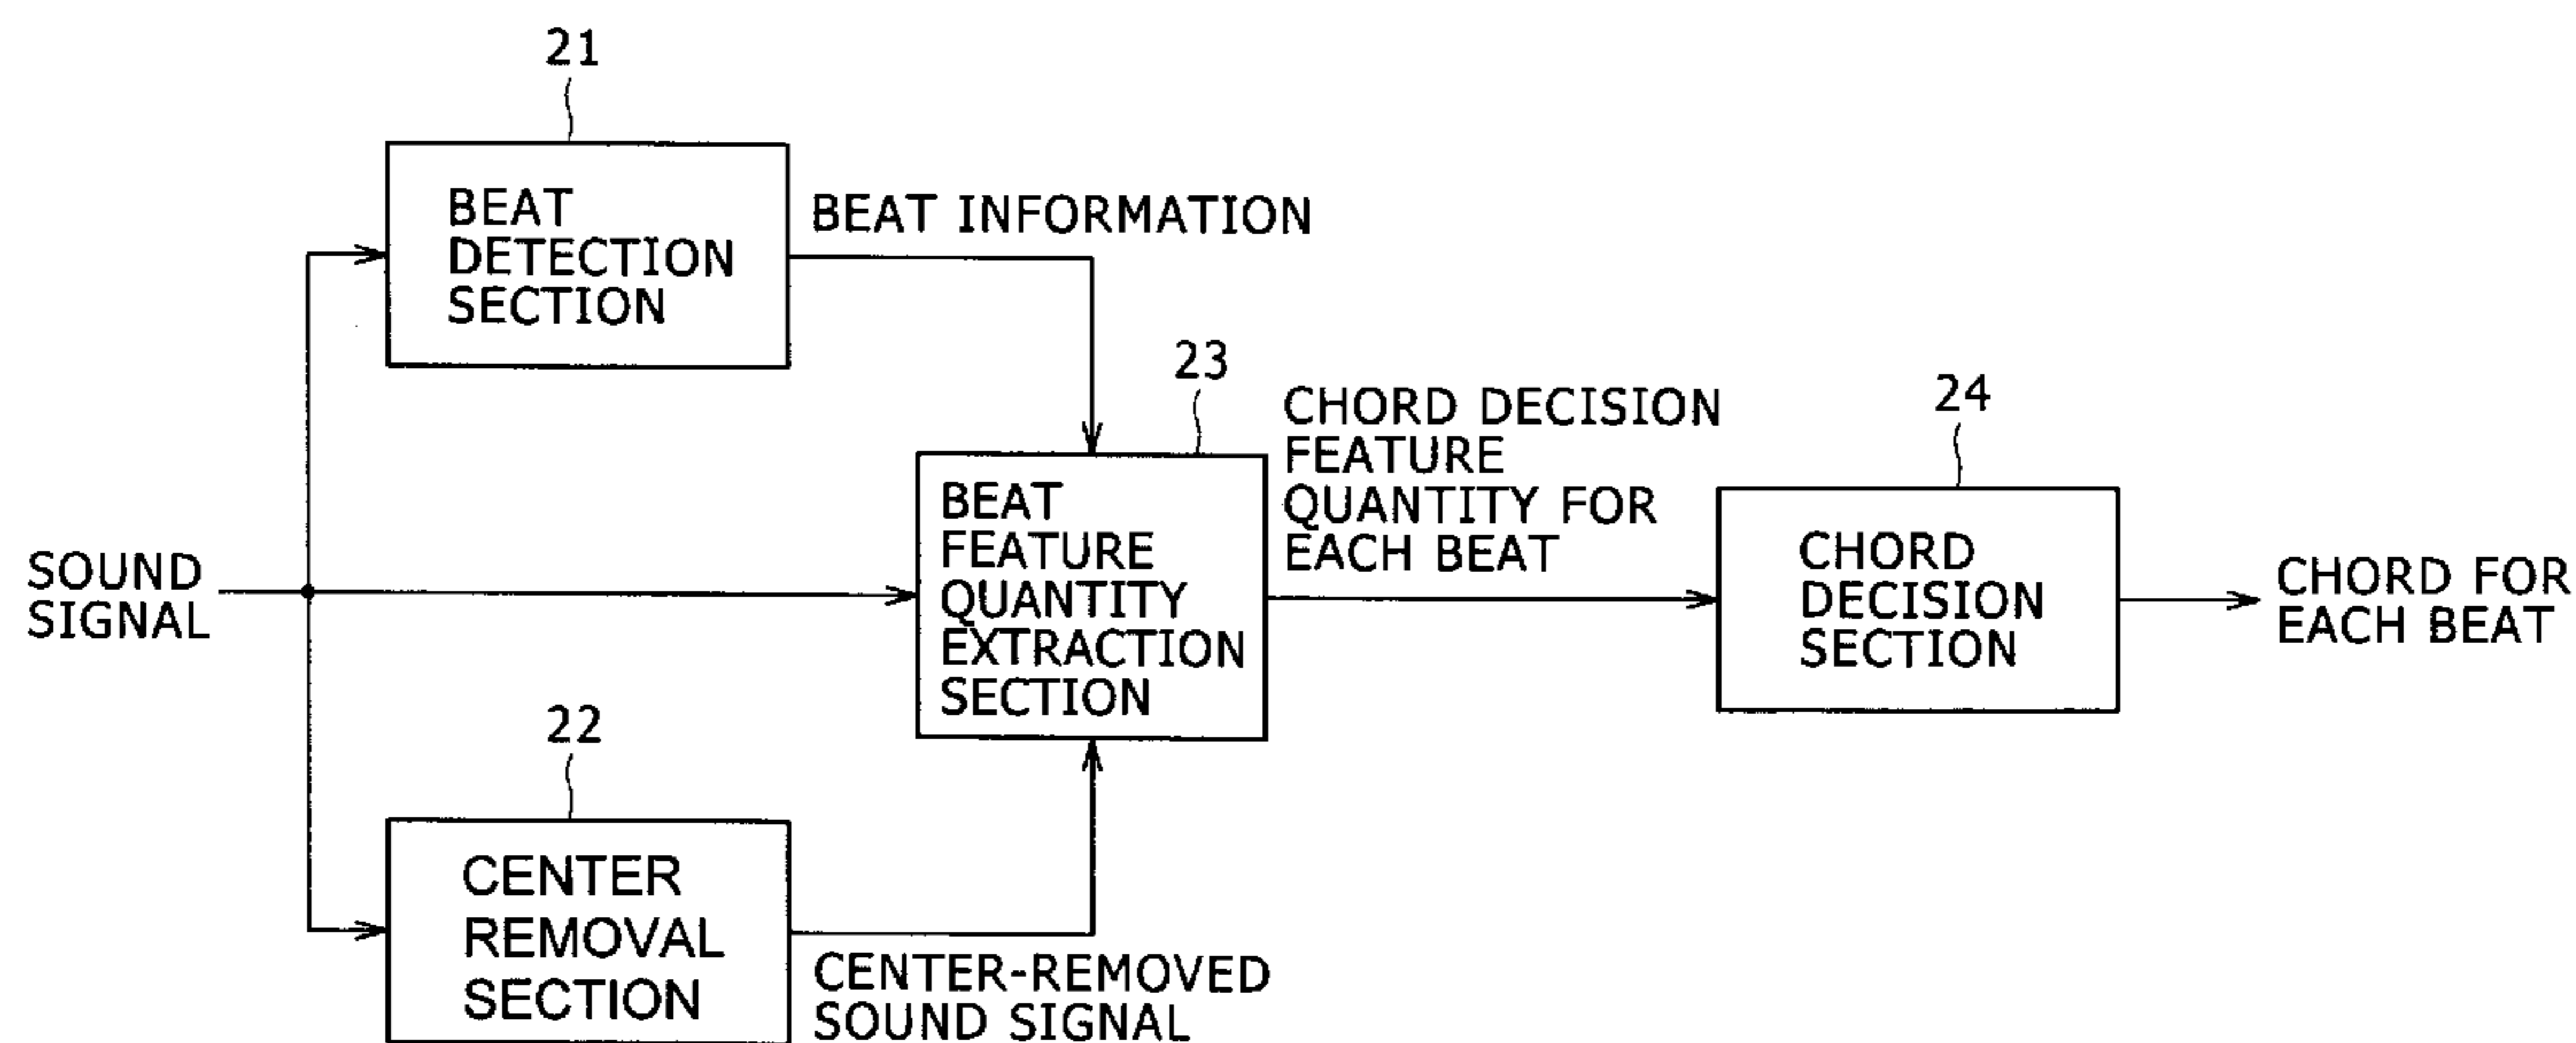 21
BEAT
DETECTION
SECTION
BEAT INFORMATION
23
CHORD DECISION
FEATURE
QUANTITY FOR
EACH BEAT
24
SOUND
SIGNAL
BEAT
FEATURE
QUANTITY
EXTRACTION
SECTION
CHORD
DECISION
SECTION
CHORD FOR
EACH BEAT
22
CENTER
REMOVAL
SECTION
CENTER-REMOVED
SOUND SIGNAL